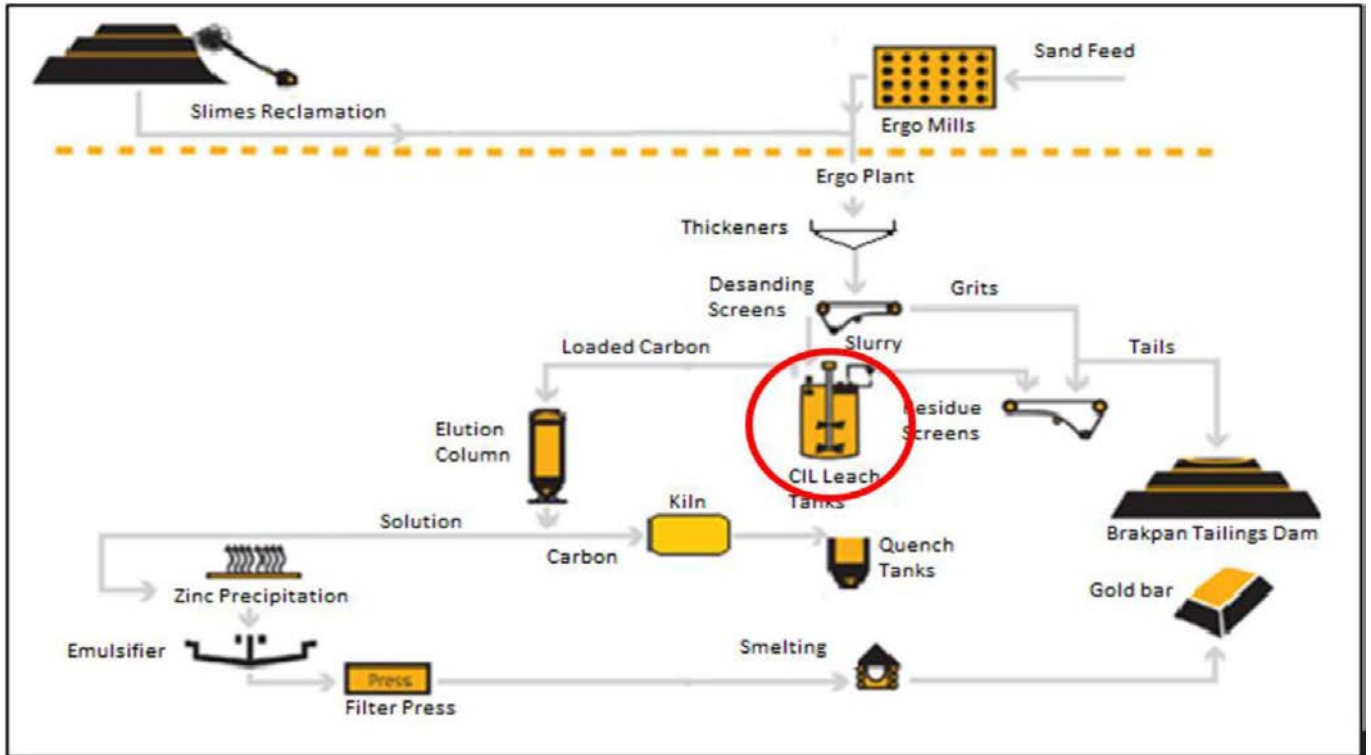 Sand Feed
Slimes Reclamation
Ergo Mills
Ergo Plant
Thickeners
Desanding
Screens
Grits
Slurry
Loaded Carbon
Tails
Elution
Column
Residue
Screens
CIL Leach
Tanks
Kiln
Solution
Carbon
Quench
Tanks
Brakpan Tailings Dam
Zinc Precipitation
Gold bar
Emulsifier
Smelting
Press
Filter Press